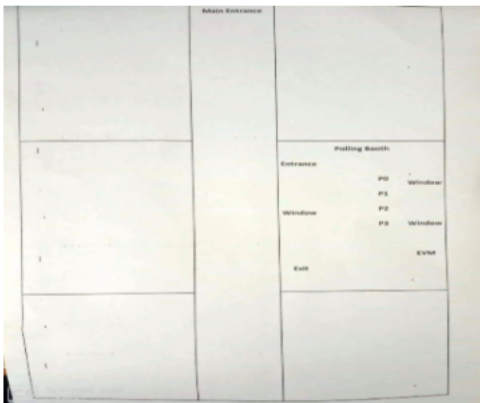 Main Entrance
Polling Booth
Entrance
P0
Window
P1
P2
Window
P3
Window
EVM
Exit